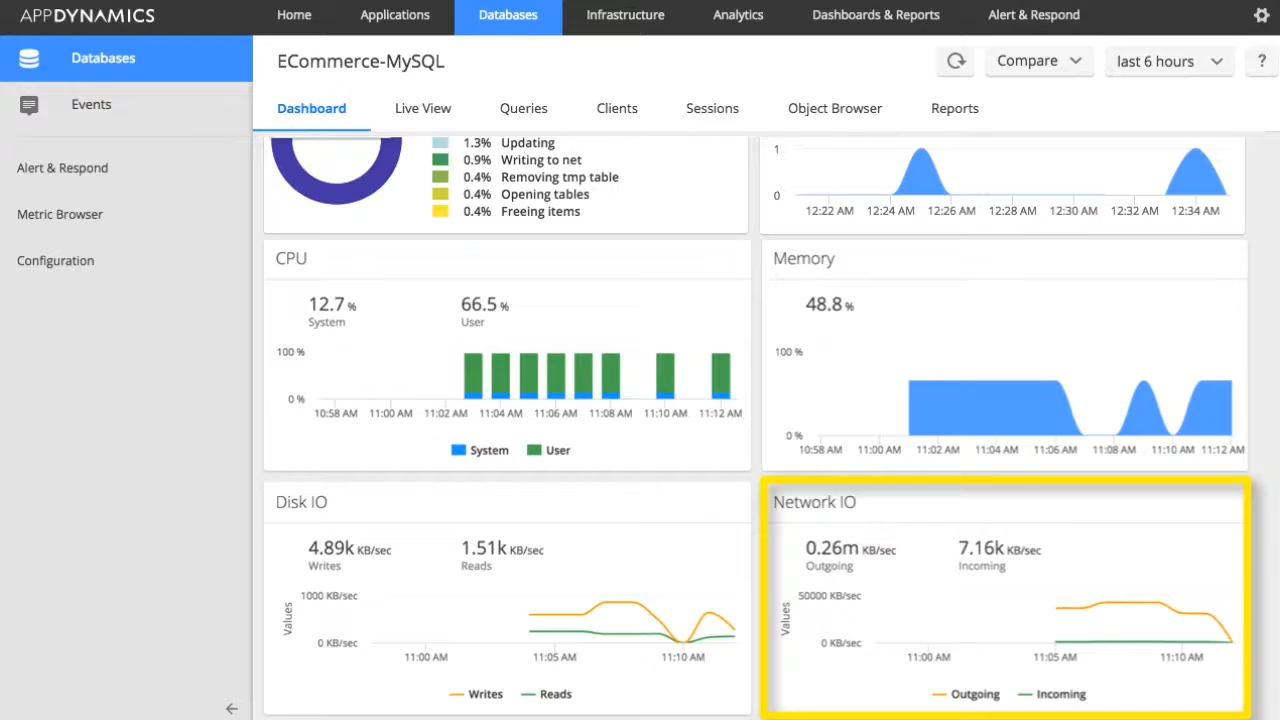 APPDYNAMICS
Home Applications Databases Infrastructure Analytics Dashboards & Reports Alert & Respond
Databases
Events
Alert & Respond
Metric Browser
Configuration
ECommerce-MySQL
Compare last 6 hours ?
Dashboard Live View Queries Clients Sessions Object Browser Reports
1.3% Updating
0.9% Writing to net
0.4% Removing tmp table
0.4% Opening tables
0.4% Freeing items
1
0
12:22 AM 12:24 AM 12:26 AM 12:28 AM 12:30 AM 12:32 AM 12:34 AM
CPU
12.7 % 66.5 %
System User
100 %
0 %
10:58 AM 11:00 AM 11:02 AM 11:04 AM 11:06 AM 11:08 AM 11:10 AM 11:12 AM
System User
Memory
48.8 %
100 %
0 %
10:58 AM 11:00 AM 11:02 AM 11:04 AM 11:06 AM 11:08 AM 11:10 AM 11:12 AM
Disk IO
4.89k KB/sec 1.51k KB/sec
Writes Reads
1000 KB/sec
Values
0 KB/sec
11:00 AM 11:05 AM 11:10 AM
Writes Reads
Network IO
0.26m KB/sec 7.16k KB/sec
Outgoing Incoming
50000 KB/sec
Values
0 KB/sec
11:00 AM 11:05 AM 11:10 AM
Outgoing Incoming